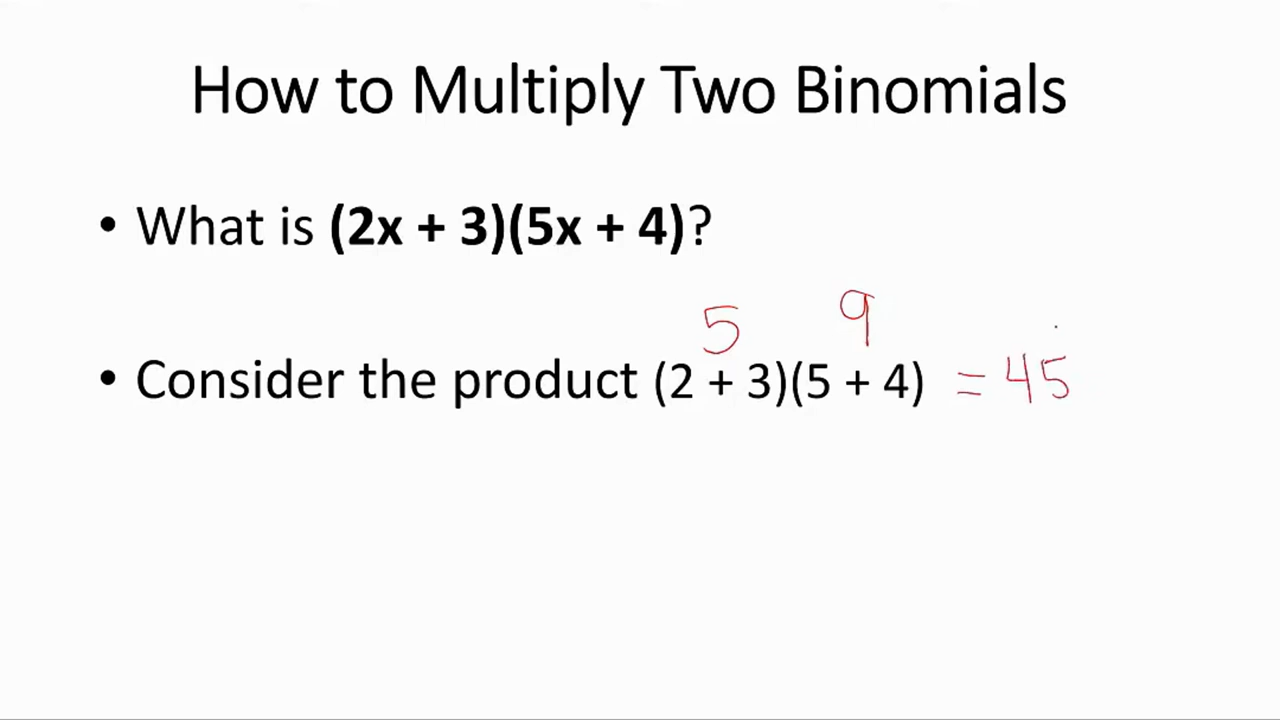 How to Multiply Two Binomials
• What is (2x + 3)(5x + 4)?
5 9
• Consider the product (2 + 3)(5 + 4) = 45